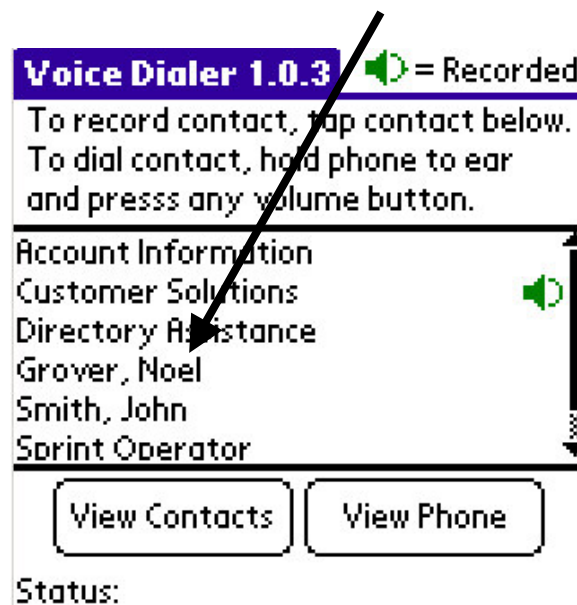 Voice Dialer 1.0.3 = Recorded
To record contact, tap contact below.
To dial contact, hold phone to ear
and presss any volume button.
Account Information
Customer Solutions
Directory Assistance
Grover, Noel
Smith, John
Sprint Operator
View Contacts View Phone
Status: